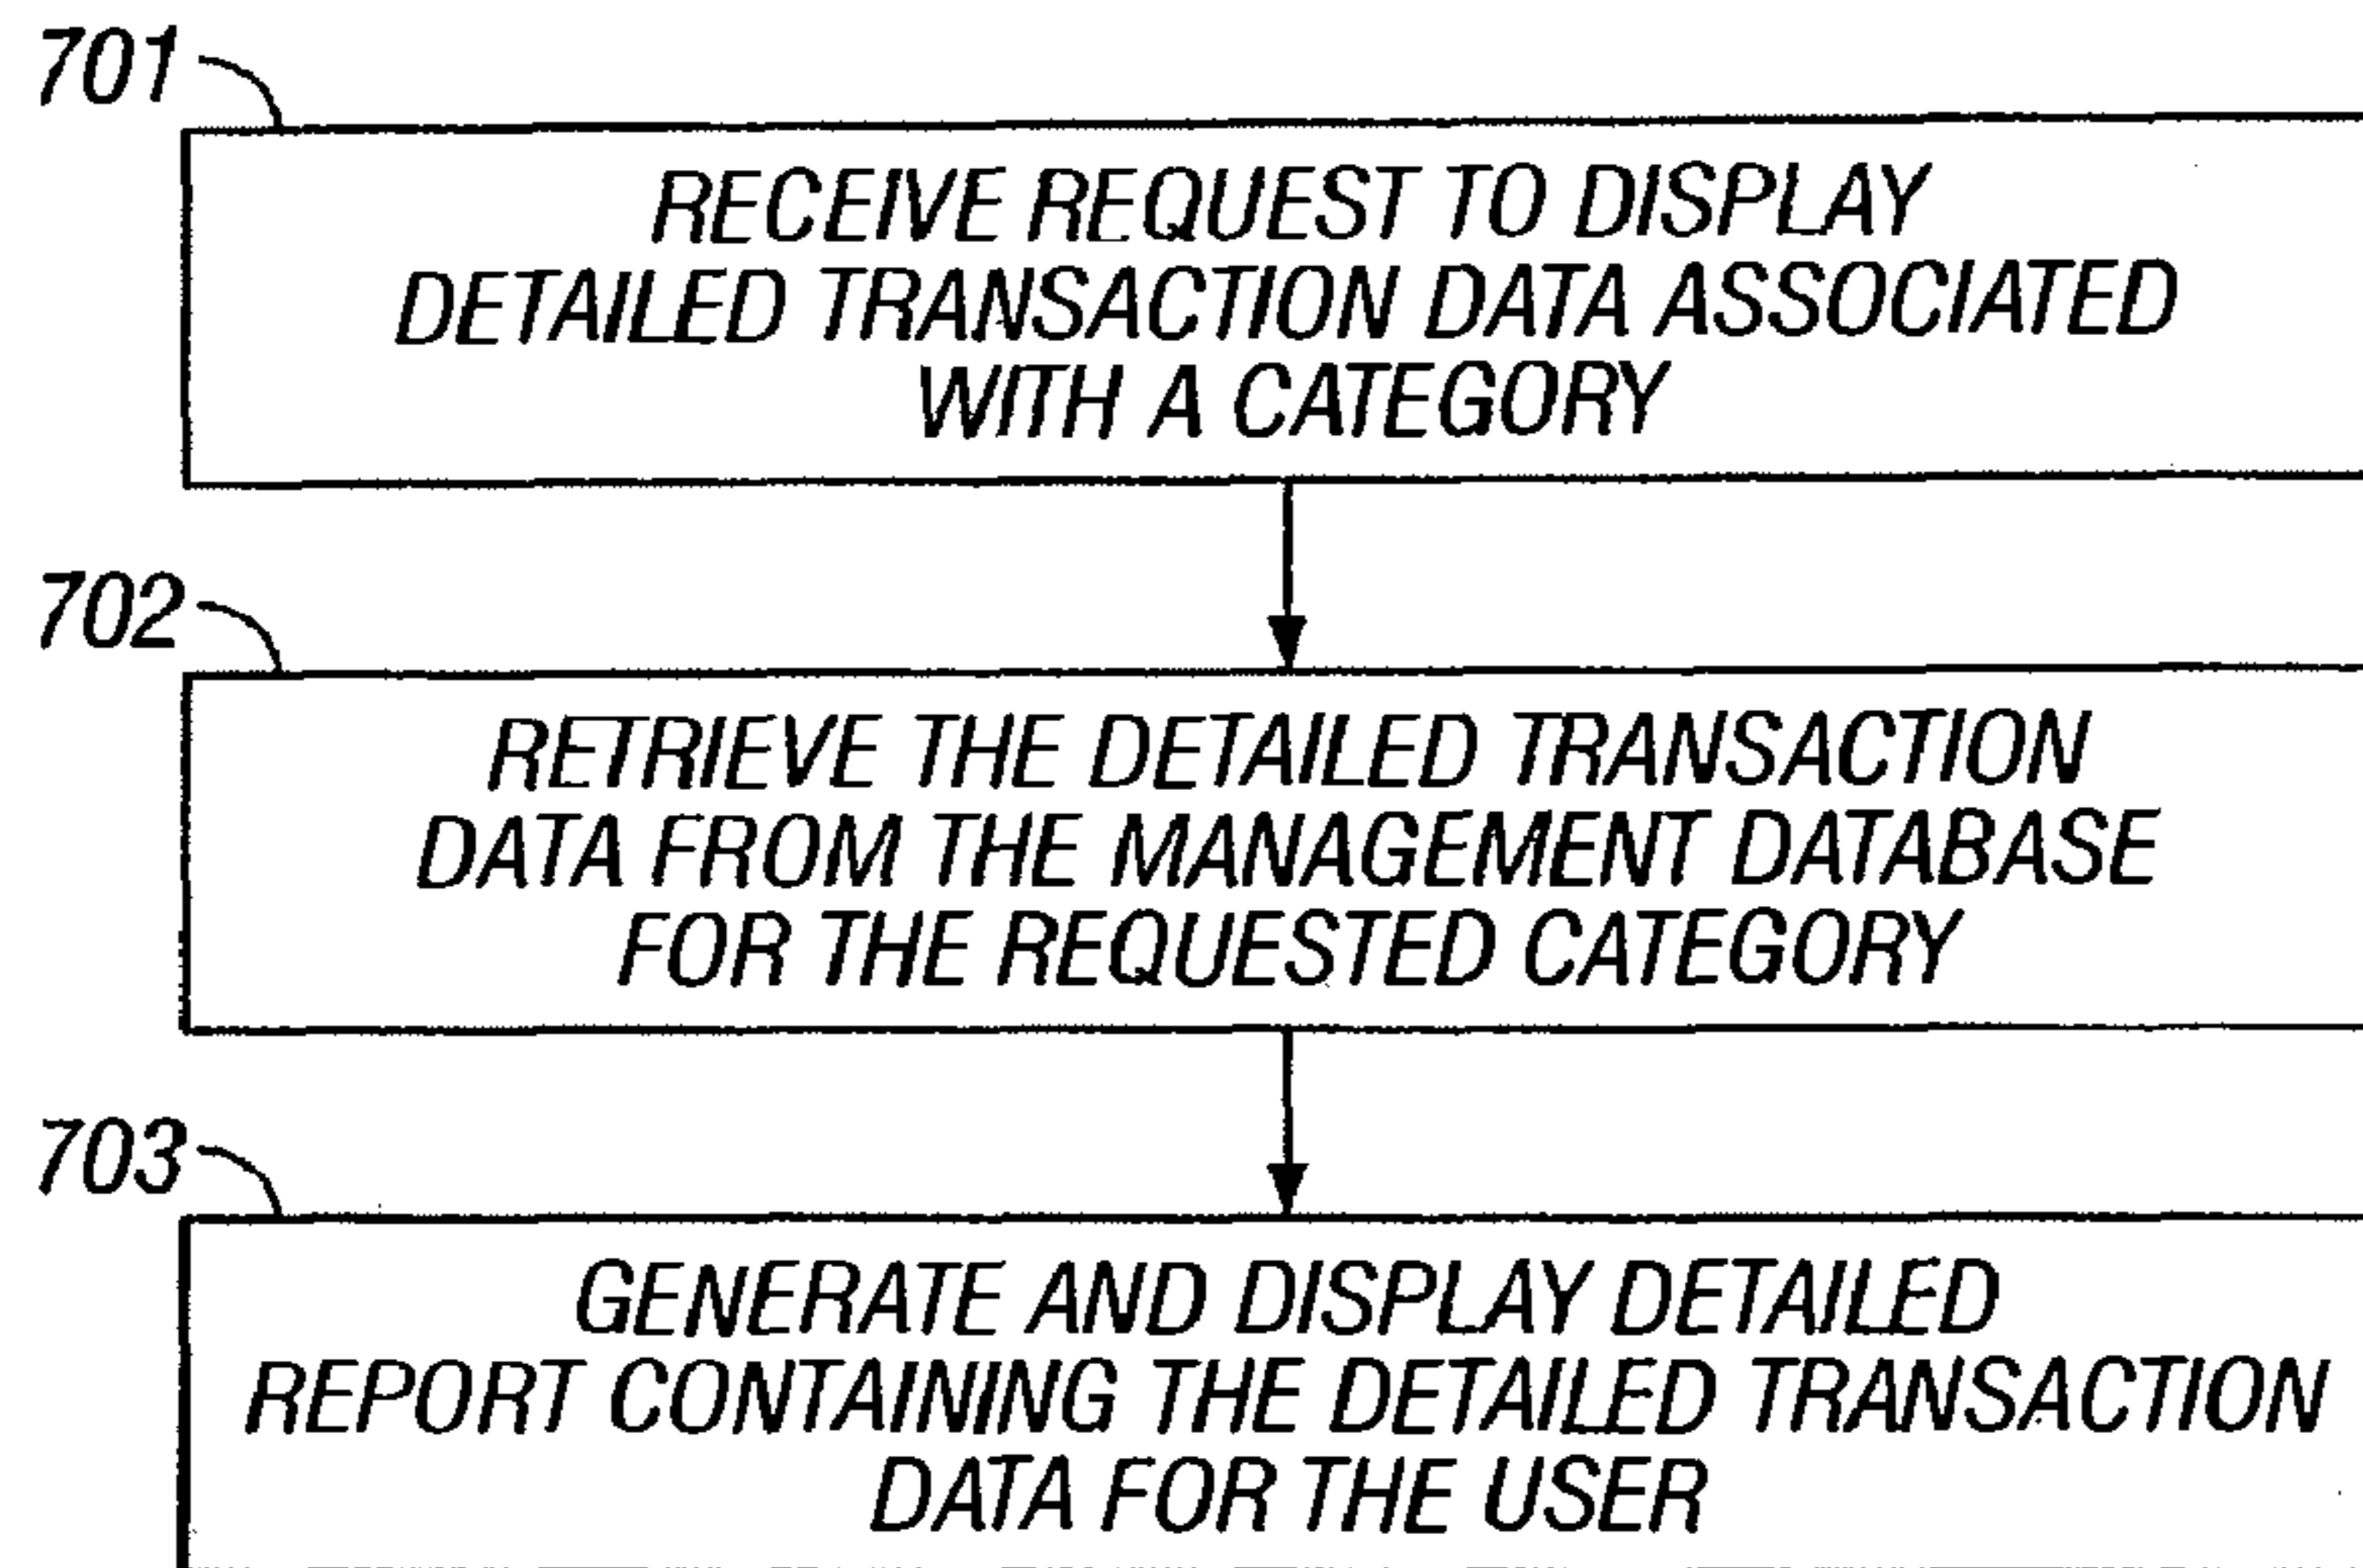 701
RECEIVE REQUEST TO DISPLAY
DETAILED TRANSACTION DATA ASSOCIATED
WITH A CATEGORY
702
RETRIEVE THE DETAILED TRANSACTION
DATA FROM THE MANAGEMENT DATABASE
FOR THE REQUESTED CATEGORY
703
GENERATE AND DISPLAY DETAILED
REPORT CONTAINING THE DETAILED TRANSACTION
DATA FOR THE USER